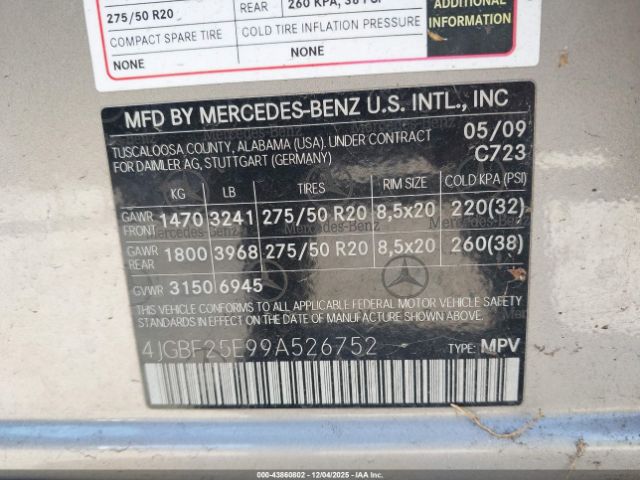 275/50 R20 REAR 260 KPA, 38 PSI
COMPACT SPARE TIRE COLD TIRE INFLATION PRESSURE
NONE NONE
ADDITIONAL
INFORMATION
MFD BY MERCEDES-BENZ U.S. INTL., INC
TUSCALOOSA COUNTY, ALABAMA (USA). UNDER CONTRACT 05/09
FOR DAIMLER AG, STUTTGART (GERMANY) C723
KG LB TIRES RIM SIZE COLD KPA (PSI)
GAWR FRONT 1470 3241 275/50 R20 8,5x20 220(32)
GAWR REAR 1800 3968 275/50 R20 8,5x20 260(38)
GVWR 3150 6945
THIS VEHICLE CONFORMS TO ALL APPLICABLE FEDERAL MOTOR VEHICLE SAFETY
STANDARDS IN EFFECT ON THE DATE OF MANUFACTURE SHOWN ABOVE.
4JGBF25E99A526752 TYPE: MPV
000-43860802 - 12/04/2025 - IAA Inc.